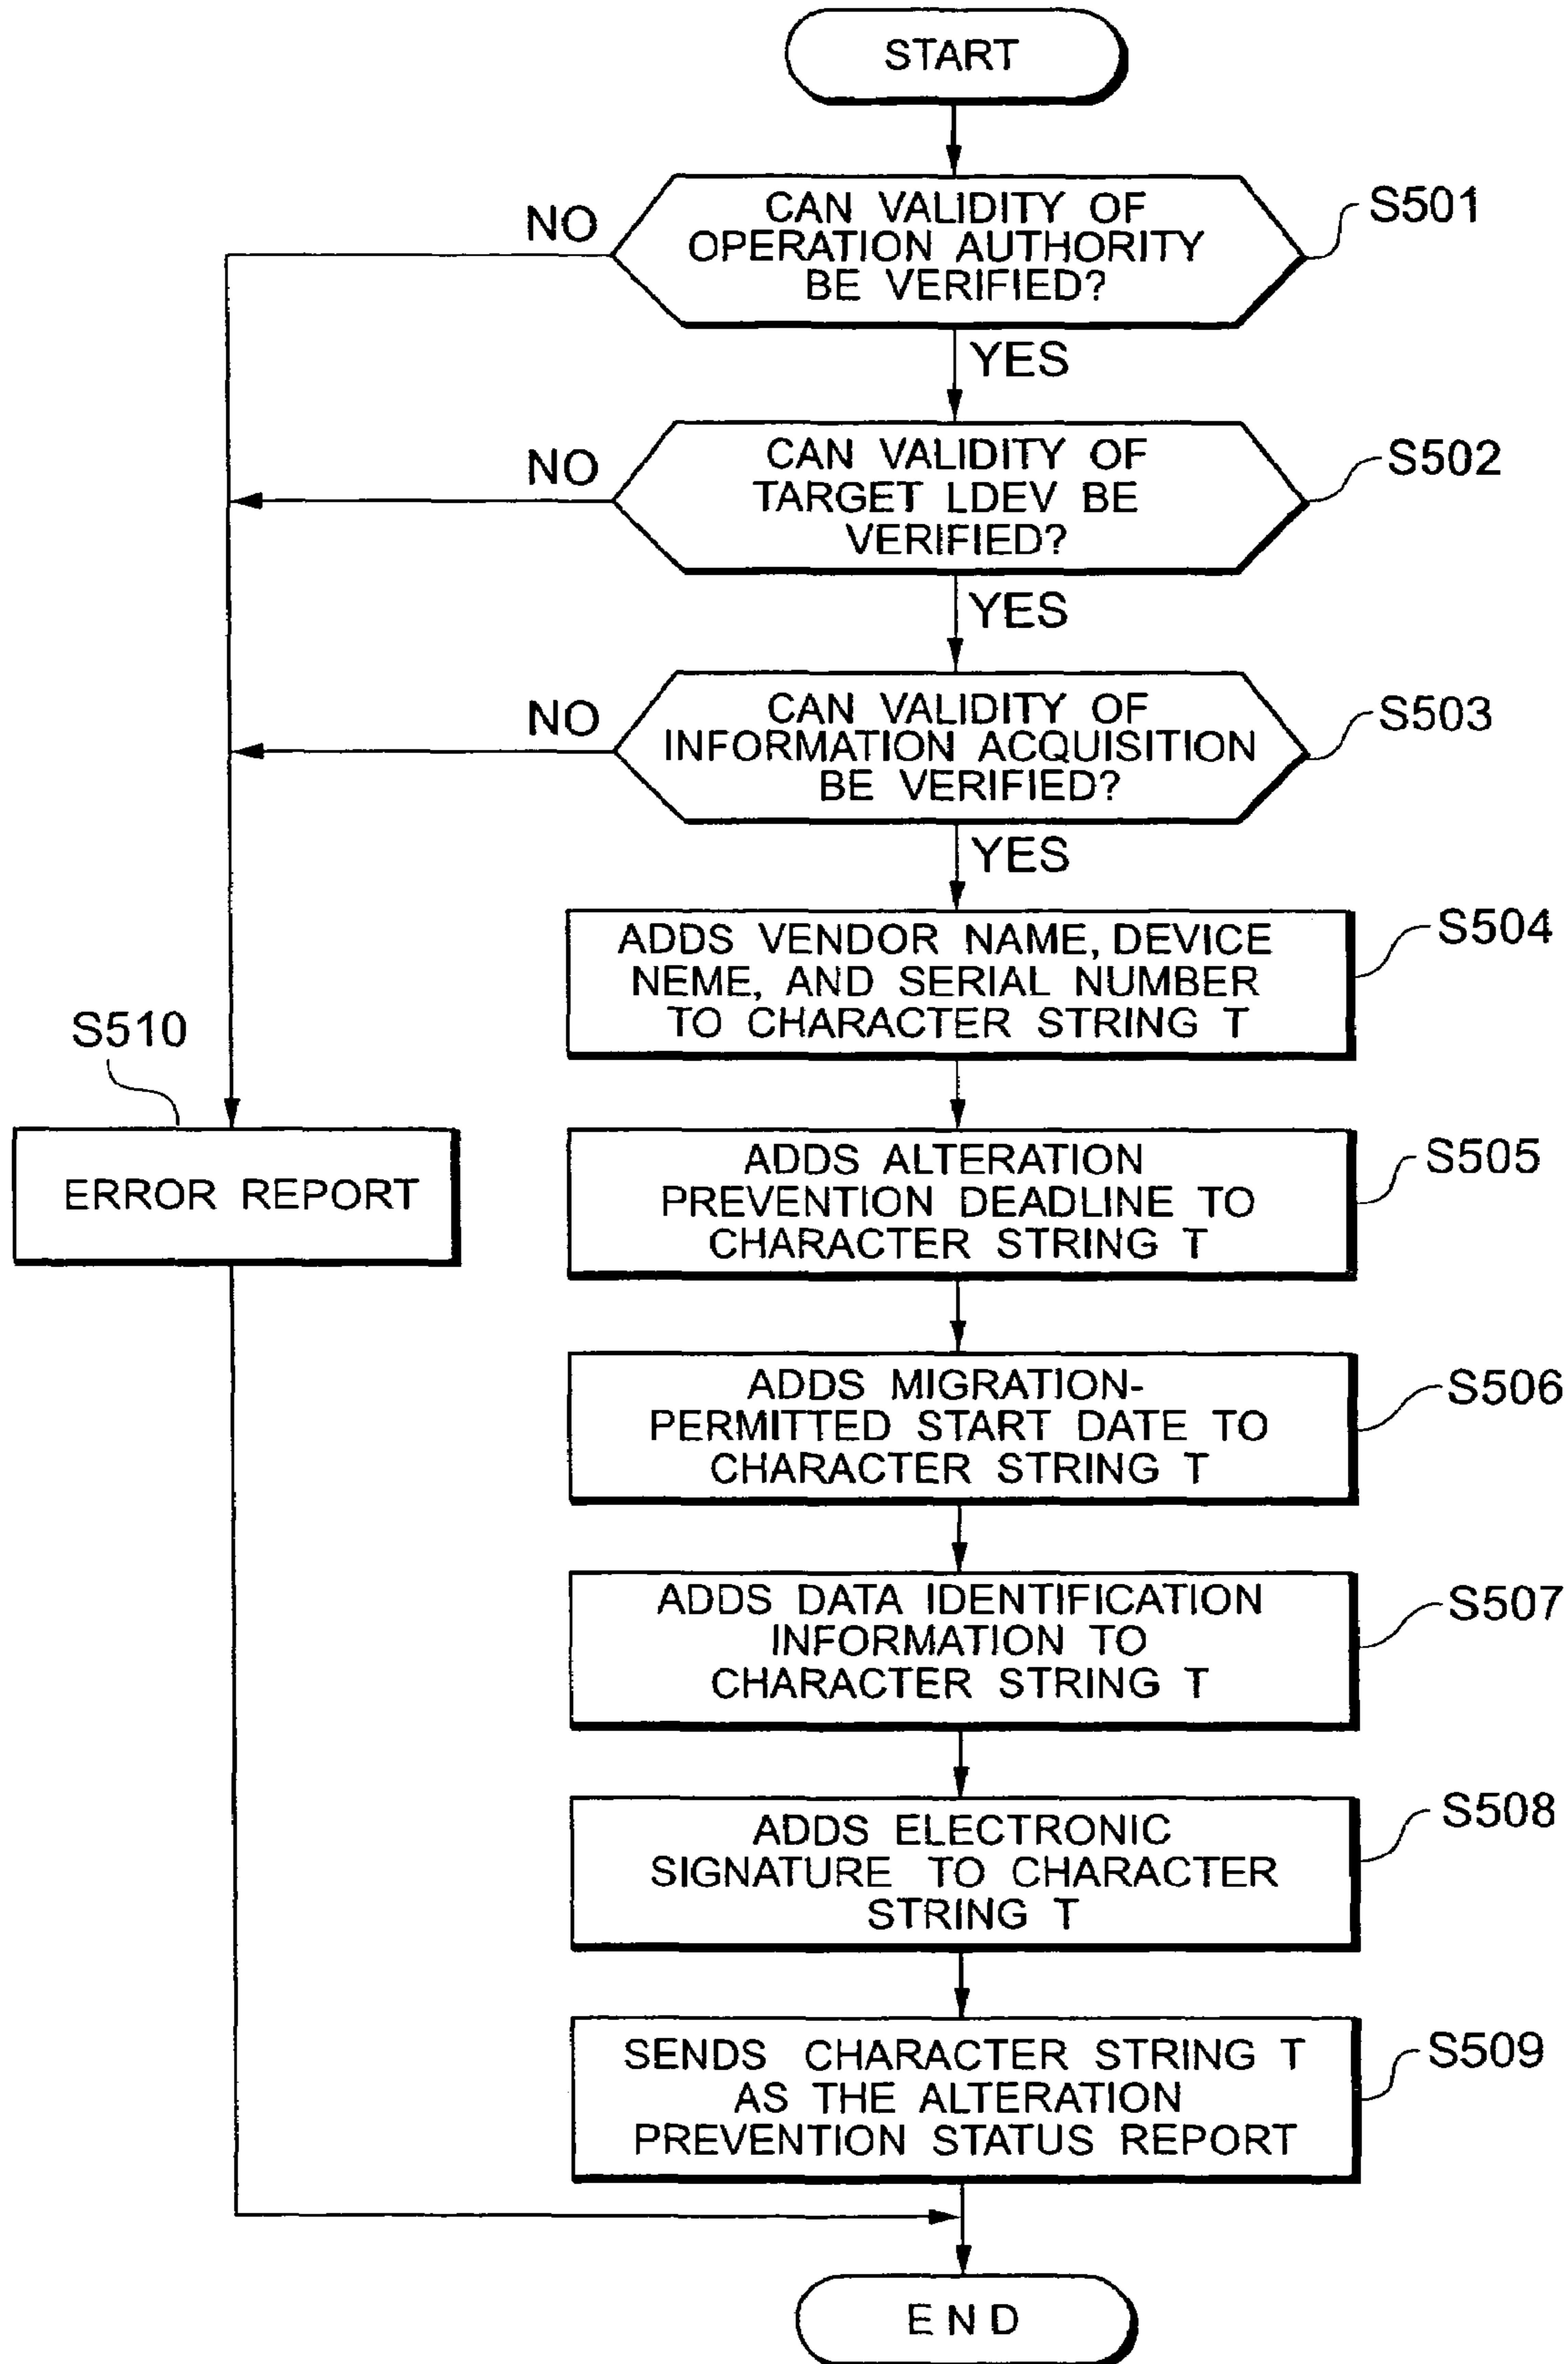 START
CAN VALIDITY OF
OPERATION AUTHORITY
BE VERIFIED?
S501
NO
YES
CAN VALIDITY OF
TARGET LDEV BE
VERIFIED?
S502
NO
YES
CAN VALIDITY OF
INFORMATION ACQUISITION
BE VERIFIED?
S503
NO
YES
ADDS VENDOR NAME, DEVICE
NEME, AND SERIAL NUMBER
TO CHARACTER STRING T
S504
S510
ERROR REPORT
ADDS ALTERATION
PREVENTION DEADLINE TO
CHARACTER STRING T
S505
ADDS MIGRATION-
PERMITTED START DATE TO
CHARACTER STRING T
S506
ADDS DATA IDENTIFICATION
INFORMATION TO
CHARACTER STRING T
S507
ADDS ELECTRONIC
SIGNATURE TO CHARACTER
STRING T
S508
SENDS CHARACTER STRING T
AS THE ALTERATION
PREVENTION STATUS REPORT
S509
END